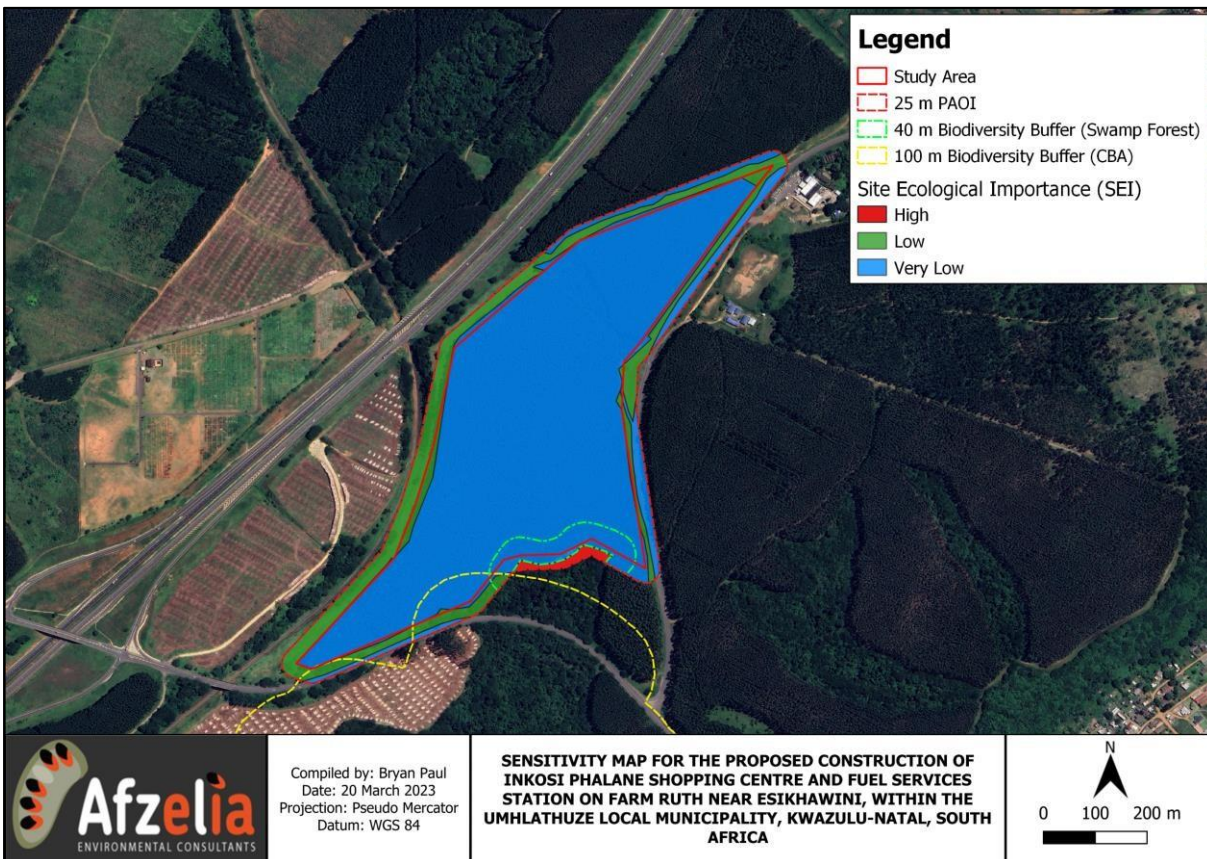 Legend
Study Area
25 m PAOI
40 m Biodiversity Buffer (Swamp Forest)
100 m Biodiversity Buffer (CBA)
Site Ecological Importance (SEI)
High
Low
Very Low
Afzelia
ENVIRONMENTAL CONSULTANTS
Compiled by: Bryan Paul
Date: 20 March 2023
Projection: Pseudo Mercator
Datum: WGS 84
SENSITIVITY MAP FOR THE PROPOSED CONSTRUCTION OF
INKOSI PHALANE SHOPPING CENTRE AND FUEL SERVICES
STATION ON FARM RUTH NEAR ESIKHAWINI, WITHIN THE
UMHLATHUZE LOCAL MUNICIPALITY, KWAZULU-NATAL, SOUTH
AFRICA
N
0 100 200 m